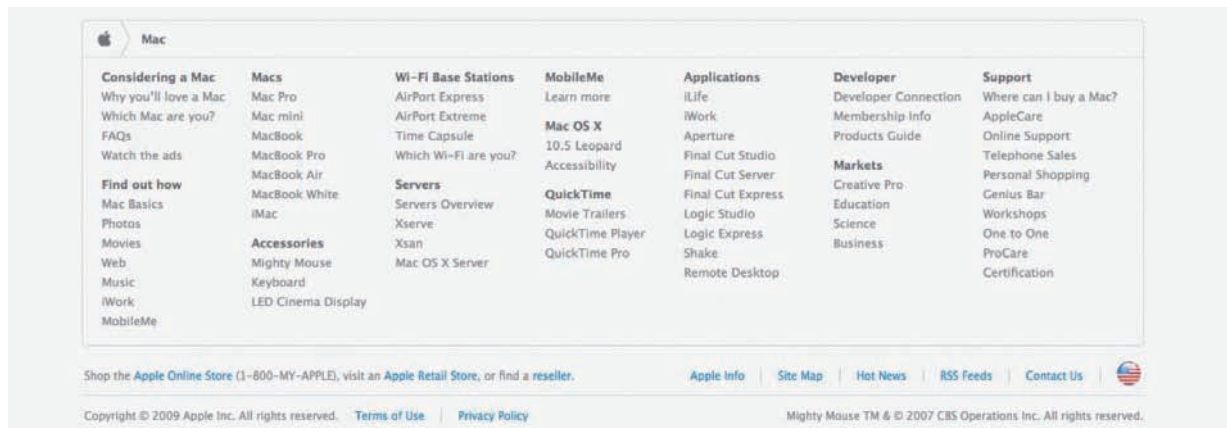 Mac
Considering a Mac
Why you'll love a Mac
Which Mac are you?
FAQs
Watch the ads
Find out how
Mac Basics
Photos
Movies
Web
Music
iWork
MobileMe
Macs
Mac Pro
Mac mini
MacBook
MacBook Pro
MacBook Air
MacBook White
iMac
Accessories
Mighty Mouse
Keyboard
LED Cinema Display
Wi-Fi Base Stations
AirPort Express
AirPort Extreme
Time Capsule
Which Wi-Fi are you?
Servers
Servers Overview
Xserve
Xsan
Mac OS X Server
MobileMe
Learn more
Mac OS X
10.5 Leopard
Accessibility
QuickTime
Movie Trailers
QuickTime Player
QuickTime Pro
Applications
iLife
iWork
Aperture
Final Cut Studio
Final Cut Server
Final Cut Express
Logic Studio
Logic Express
Shake
Remote Desktop
Developer
Developer Connection
Membership Info
Products Guide
Markets
Creative Pro
Education
Science
Business
Support
Where can I buy a Mac?
AppleCare
Online Support
Telephone Sales
Personal Shopping
Genius Bar
Workshops
One to One
ProCare
Certification
Shop the Apple Online Store (1-800-MY-APPLE), visit an Apple Retail Store, or find a reseller.
Apple Info | Site Map | Hot News | RSS Feeds | Contact Us |
Copyright © 2009 Apple Inc. All rights reserved. Terms of Use | Privacy Policy
Mighty Mouse TM & © 2007 CBS Operations Inc. All rights reserved.